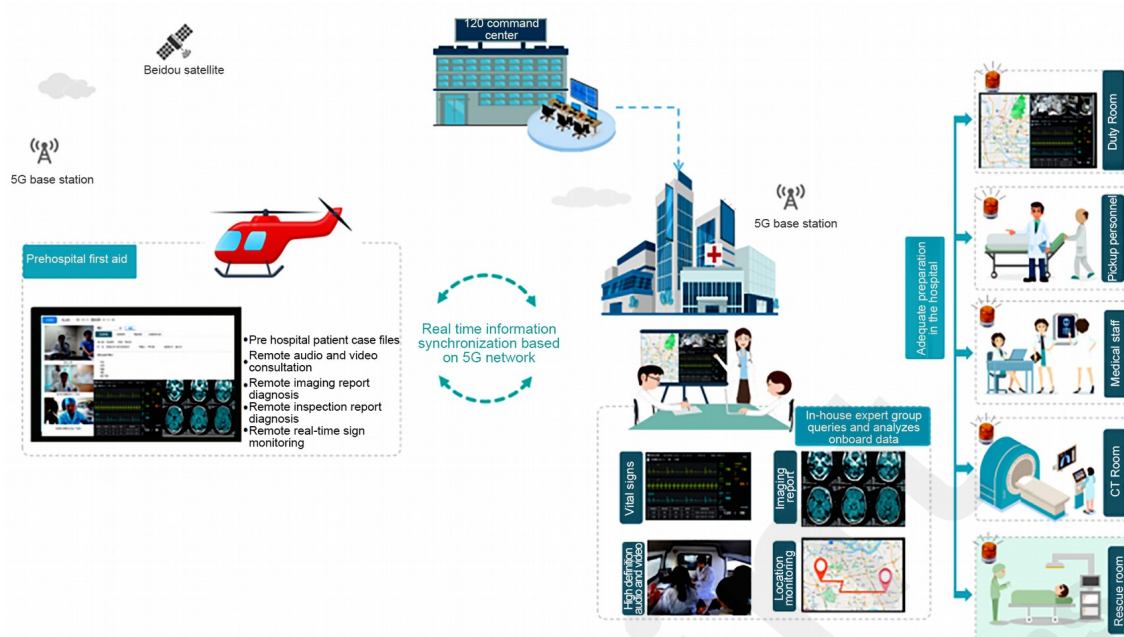 120 command
center
Beidou satellite
5G base station
Prehospital first aid
•Pre hospital patient case files
•Remote audio and video
consultation
•Remote imaging report
diagnosis
•Remote inspection report
diagnosis
•Remote real-time sign
monitoring
Real time information
synchronization based
on 5G network
5G base station
In-house expert group
queries and analyzes
onboard data
Vital signs
Imaging
report
High definition
audio and video
Location
monitoring
Adequate preparation
in the hospital
Duty Room
Pickup personnel
Medical staff
CT Room
Rescue room